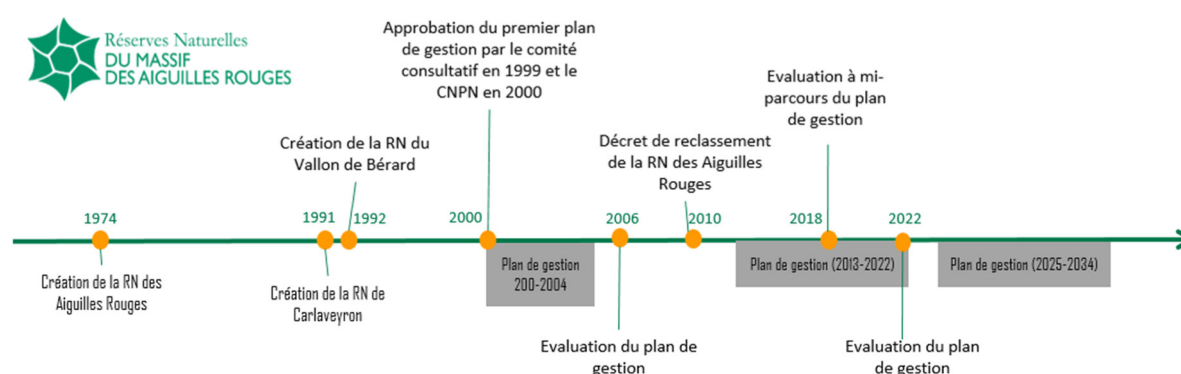 Réserves Naturelles
DU MASSIF
DES AIGUILLES ROUGES
Approbation du premier plan
de gestion par le comité
consultatif en 1999 et le
CNPN en 2000
Evaluation à mi-
parcours du plan
de gestion
Création de la RN du
Vallon de Bérard
Décret de reclassement
de la RN des Aiguilles
Rouges
1974
1991
1992
2000
2006
2010
2018
2022
Création de la RN des
Aiguilles Rouges
Création de la RN de
Carlaveyron
Plan de gestion
200-2004
Plan de gestion (2013-2022)
Plan de gestion (2025-2034)
Evaluation du plan de
gestion
Evaluation du plan
de gestion